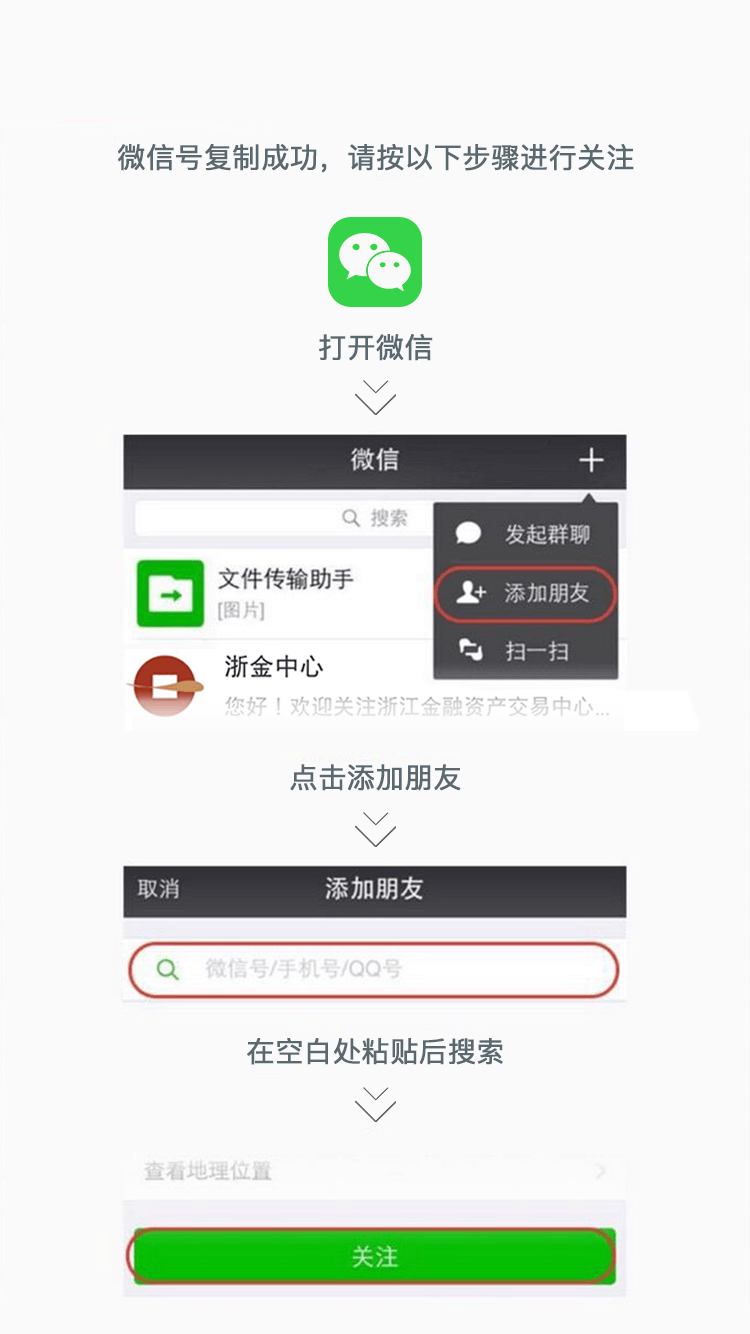 微信号复制成功，请按以下步骤进行关注
打开微信
微信
搜索
发起群聊
文件传输助手
[图片]
添加朋友
扫一扫
浙金中心
您好！欢迎关注浙江金融资产交易中心...
点击添加朋友
取消 添加朋友
微信号/手机号/QQ号
在空白处粘贴后搜索
查看地理位置
关注